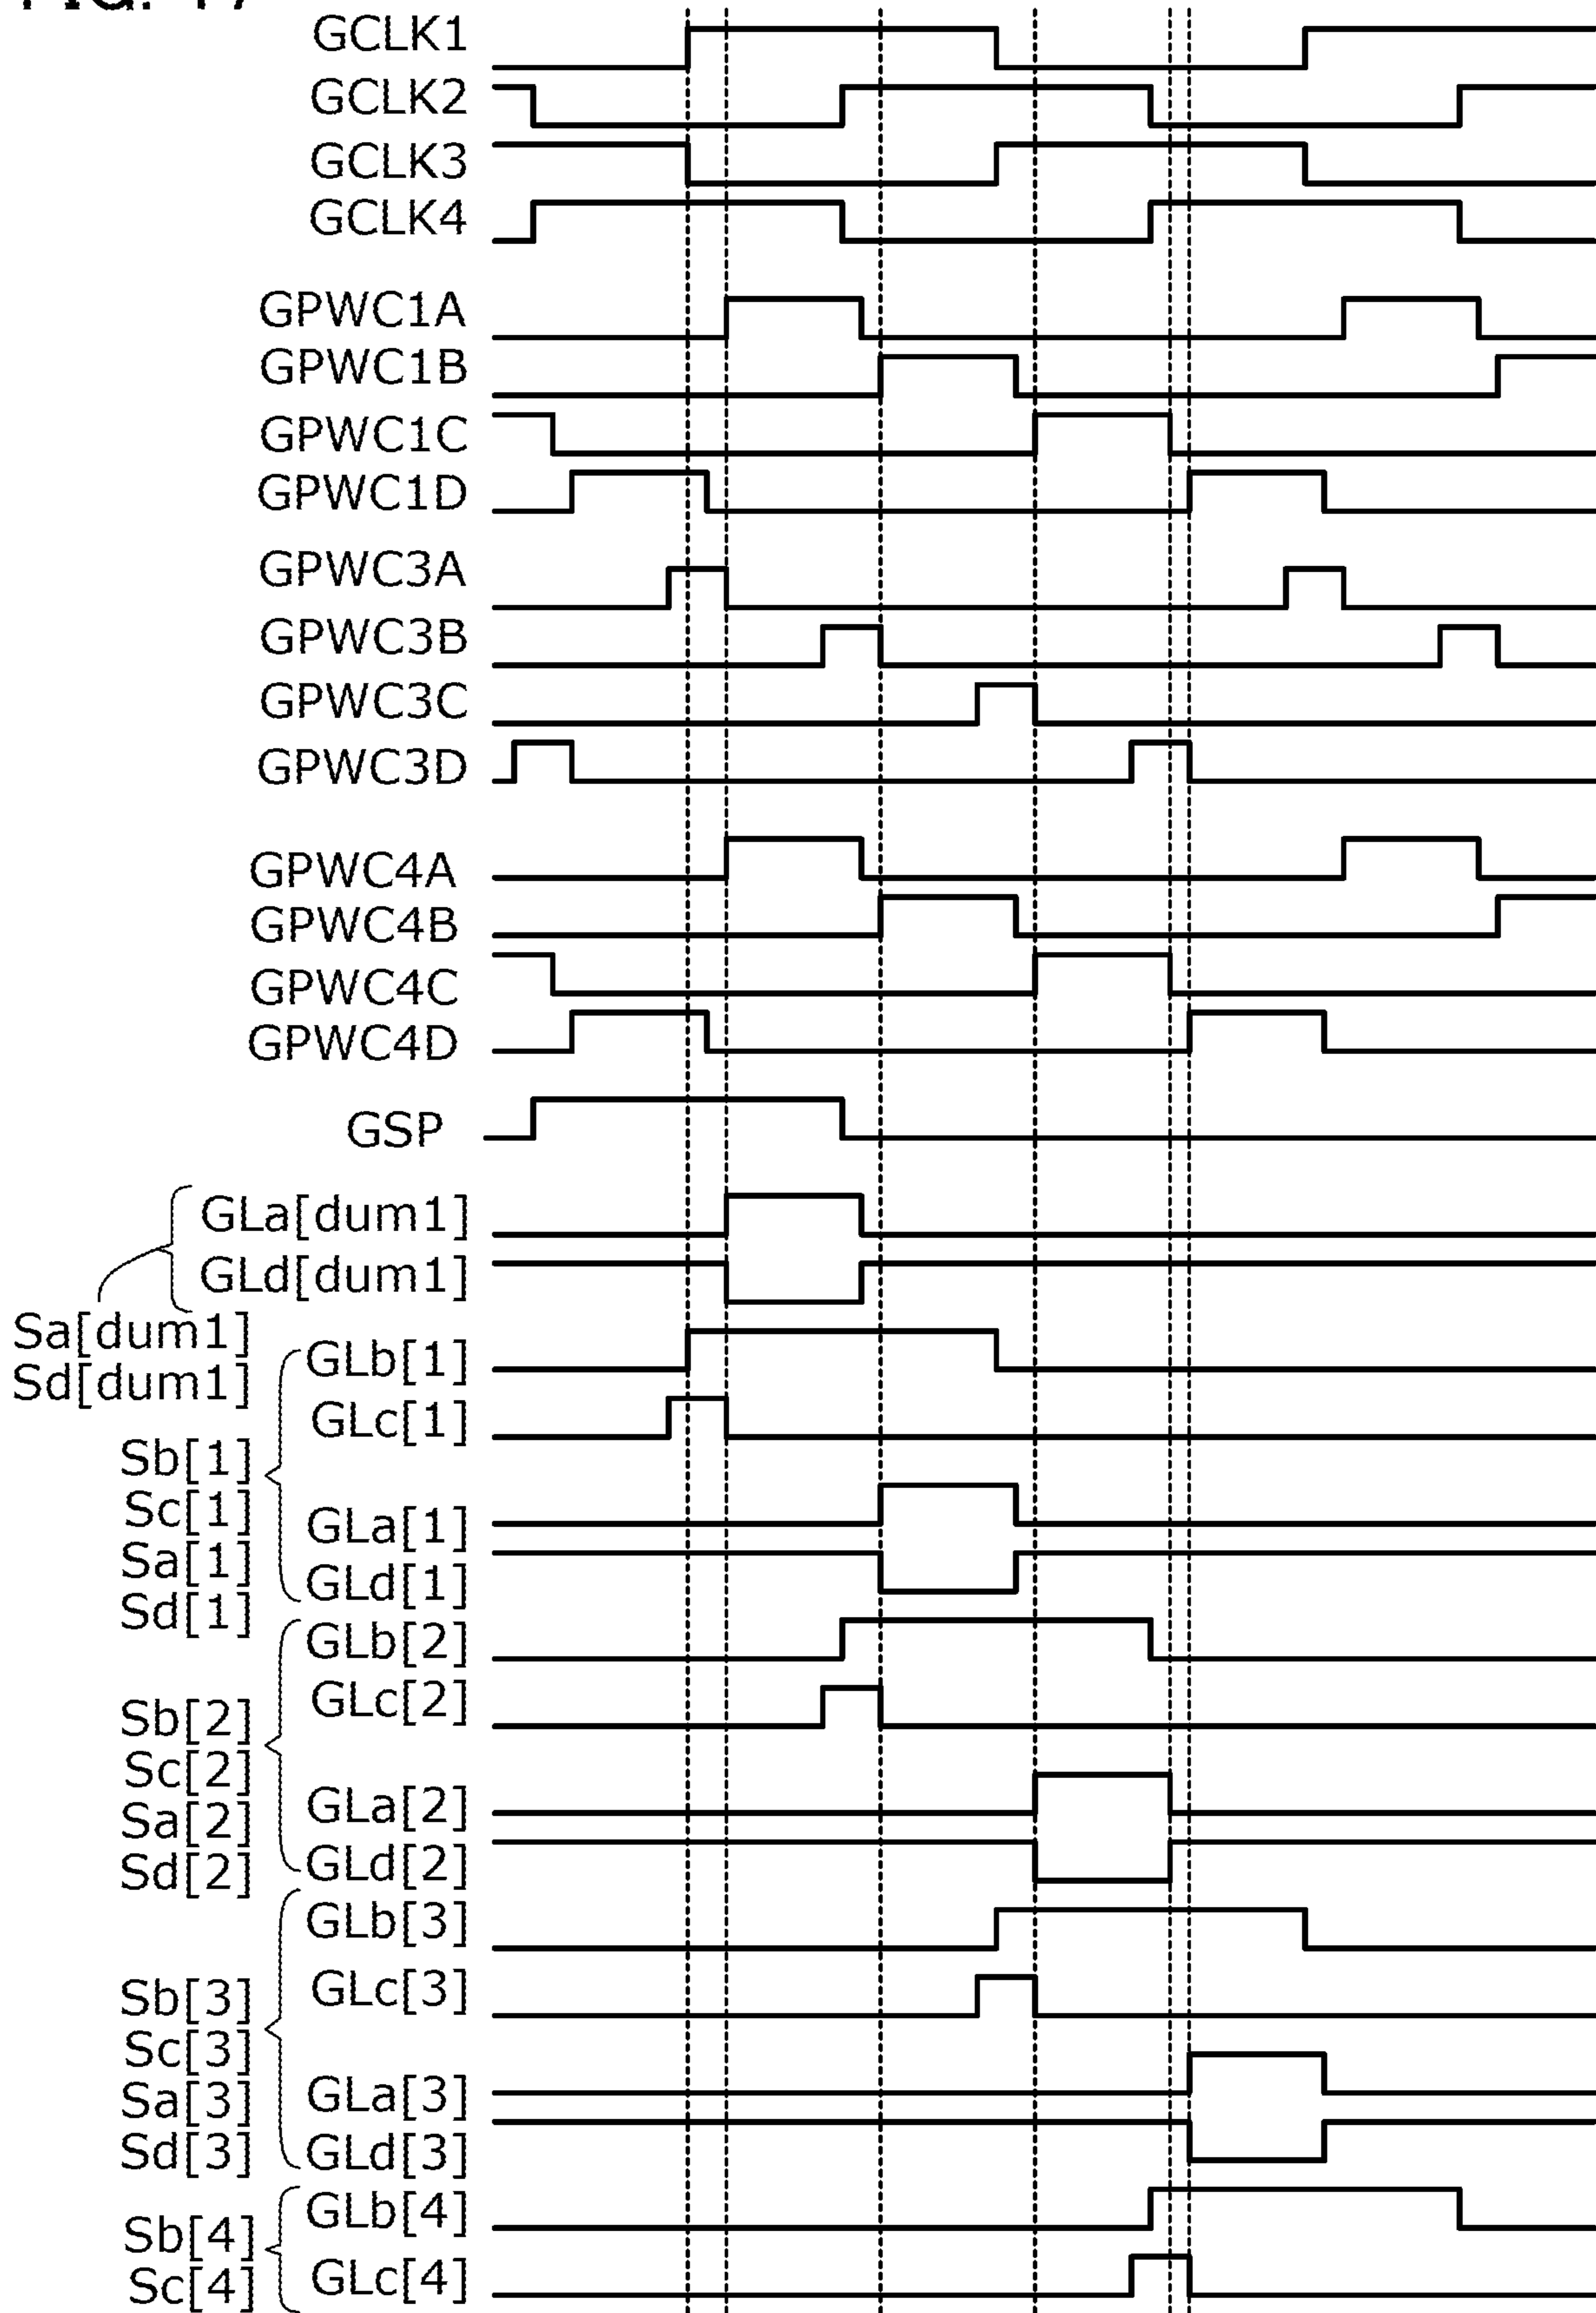 FIG. 17
GCLK1
GCLK2
GCLK3
GCLK4
GPWC1A
GPWC1B
GPWC1C
GPWC1D
GPWC3A
GPWC3B
GPWC3C
GPWC3D
GPWC4A
GPWC4B
GPWC4C
GPWC4D
GSP
GLa[dum1]
GLd[dum1]
Sa[dum1]
Sd[dum1]
GLb[1]
GLc[1]
Sb[1]
Sc[1]
Sa[1]
Sd[1]
GLa[1]
GLd[1]
GLb[2]
GLc[2]
Sb[2]
Sc[2]
Sa[2]
Sd[2]
GLa[2]
GLd[2]
GLb[3]
GLc[3]
Sb[3]
Sc[3]
Sa[3]
Sd[3]
GLa[3]
GLd[3]
GLb[4]
GLc[4]
Sb[4]
Sc[4]